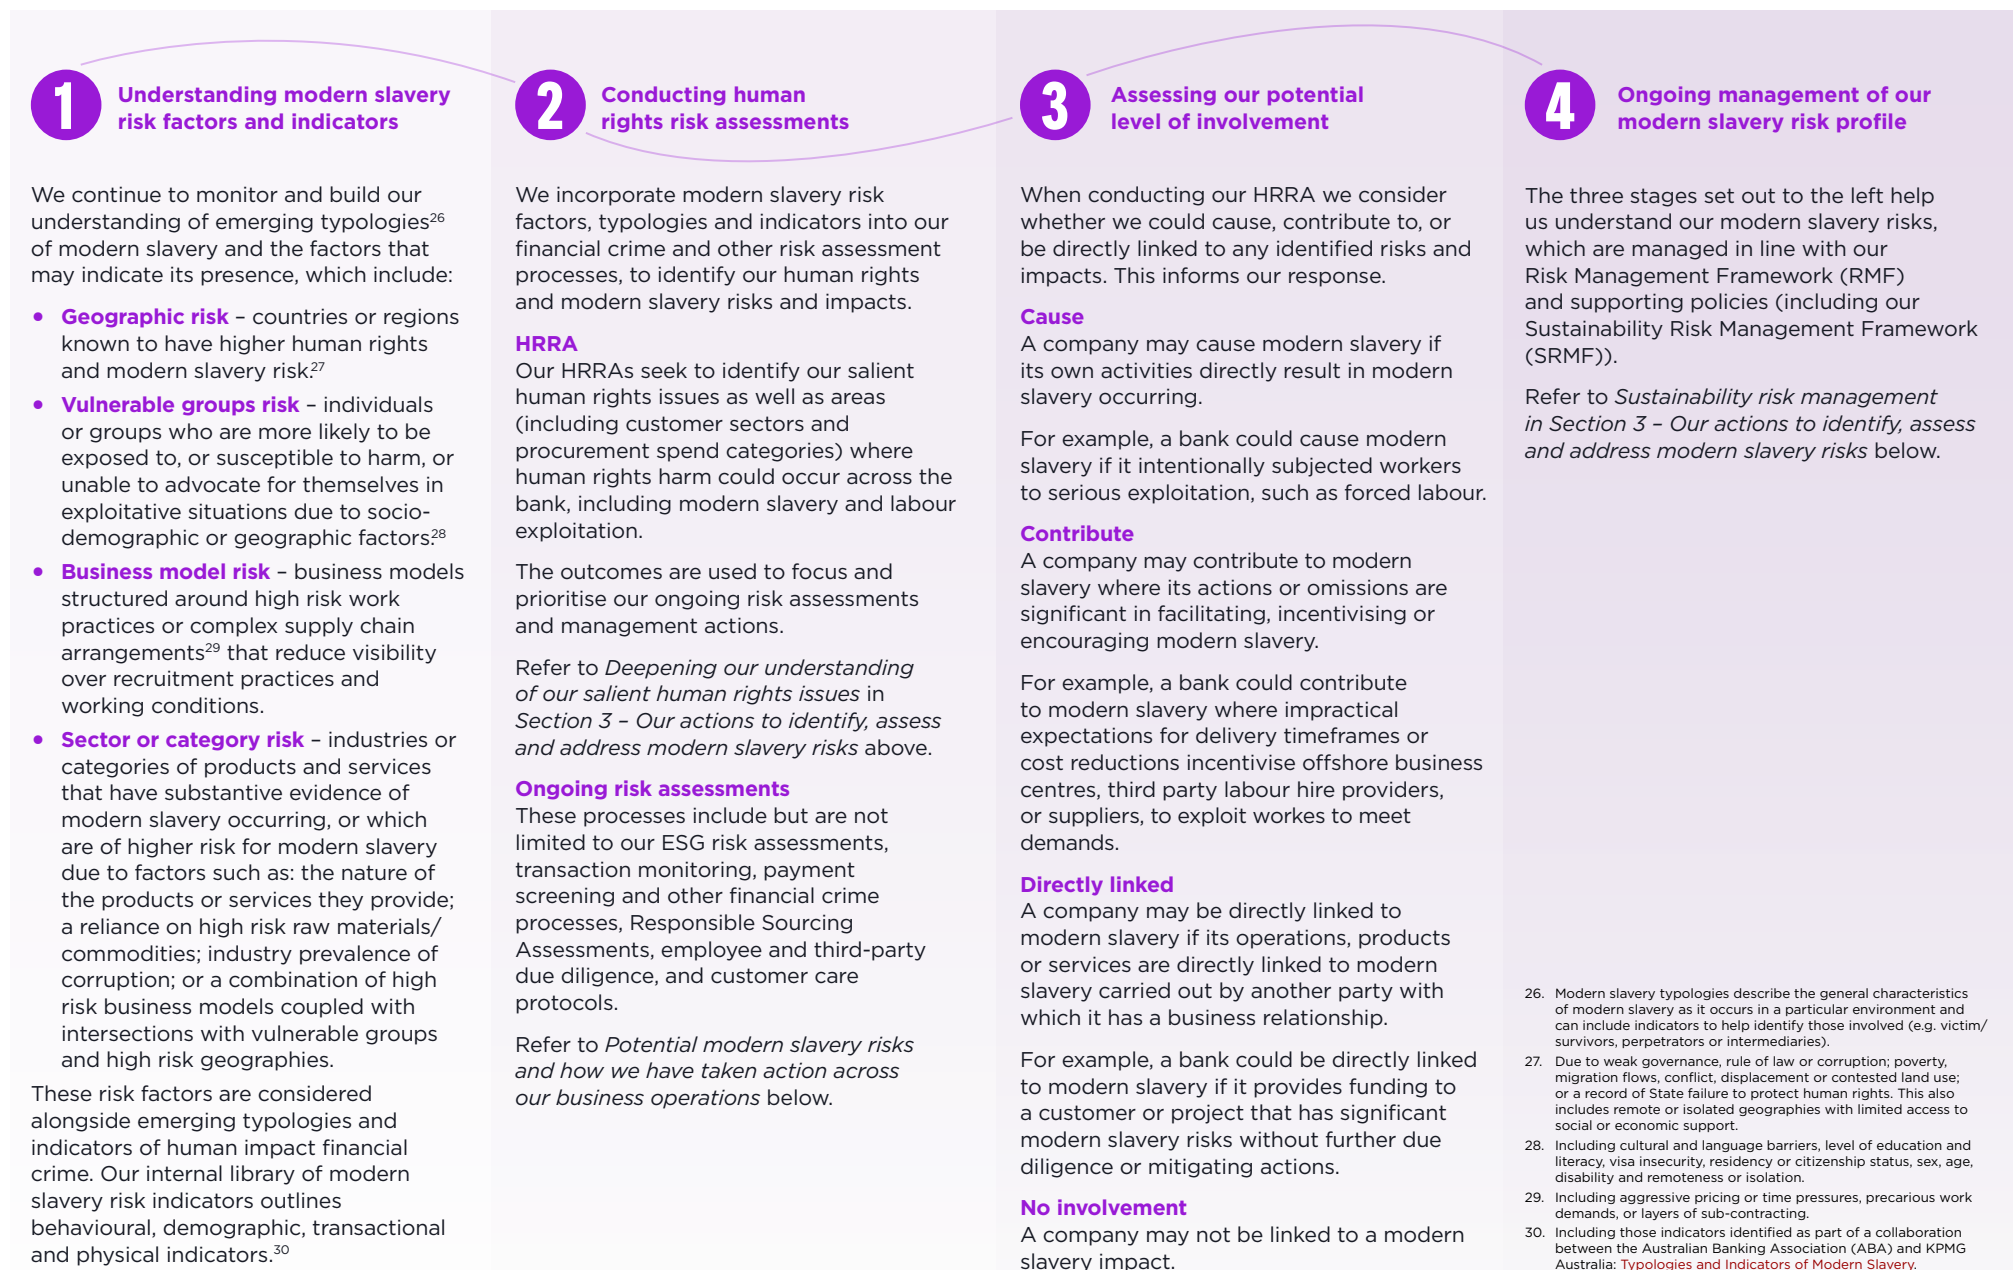 1
Understanding modern slavery
risk factors and indicators
We continue to monitor and build our
understanding of emerging typologies26
of modern slavery and the factors that
may indicate its presence, which include:
• Geographic risk – countries or regions
known to have higher human rights
and modern slavery risk.27
• Vulnerable groups risk – individuals
or groups who are more likely to be
exposed to, or susceptible to harm, or
unable to advocate for themselves in
exploitative situations due to socio-
demographic or geographic factors.28
• Business model risk – business models
structured around high risk work
practices or complex supply chain
arrangements29 that reduce visibility
over recruitment practices and
working conditions.
• Sector or category risk – industries or
categories of products and services
that have substantive evidence of
modern slavery occurring, or which
are of higher risk for modern slavery
due to factors such as: the nature of
the products or services they provide;
a reliance on high risk raw materials/
commodities; industry prevalence of
corruption; or a combination of high
risk business models coupled with
intersections with vulnerable groups
and high risk geographies.
These risk factors are considered
alongside emerging typologies and
indicators of human impact financial
crime. Our internal library of modern
slavery risk indicators outlines
behavioural, demographic, transactional
and physical indicators.30
2
Conducting human
rights risk assessments
We incorporate modern slavery risk
factors, typologies and indicators into our
financial crime and other risk assessment
processes, to identify our human rights
and modern slavery risks and impacts.
HRRA
Our HRRAs seek to identify our salient
human rights issues as well as areas
(including customer sectors and
procurement spend categories) where
human rights harm could occur across the
bank, including modern slavery and labour
exploitation.
The outcomes are used to focus and
prioritise our ongoing risk assessments
and management actions.
Refer to Deepening our understanding
of our salient human rights issues in
Section 3 – Our actions to identify, assess
and address modern slavery risks above.
Ongoing risk assessments
These processes include but are not
limited to our ESG risk assessments,
transaction monitoring, payment
screening and other financial crime
processes, Responsible Sourcing
Assessments, employee and third-party
due diligence, and customer care
protocols.
Refer to Potential modern slavery risks
and how we have taken action across
our business operations below.
3
Assessing our potential
level of involvement
When conducting our HRRA we consider
whether we could cause, contribute to, or
be directly linked to any identified risks and
impacts. This informs our response.
Cause
A company may cause modern slavery if
its own activities directly result in modern
slavery occurring.
For example, a bank could cause modern
slavery if it intentionally subjected workers
to serious exploitation, such as forced labour.
Contribute
A company may contribute to modern
slavery where its actions or omissions are
significant in facilitating, incentivising or
encouraging modern slavery.
For example, a bank could contribute
to modern slavery where impractical
expectations for delivery timeframes or
cost reductions incentivise offshore business
centres, third party labour hire providers,
or suppliers, to exploit workes to meet
demands.
Directly linked
A company may be directly linked to
modern slavery if its operations, products
or services are directly linked to modern
slavery carried out by another party with
which it has a business relationship.
For example, a bank could be directly linked
to modern slavery if it provides funding to
a customer or project that has significant
modern slavery risks without further due
diligence or mitigating actions.
No involvement
A company may not be linked to a modern
slavery impact.
4
Ongoing management of our
modern slavery risk profile
The three stages set out to the left help
us understand our modern slavery risks,
which are managed in line with our
Risk Management Framework (RMF)
and supporting policies (including our
Sustainability Risk Management Framework
(SRMF)).
Refer to Sustainability risk management
in Section 3 – Our actions to identify, assess
and address modern slavery risks below.
26. Modern slavery typologies describe the general characteristics
of modern slavery as it occurs in a particular environment and
can include indicators to help identify those involved (e.g. victim/
survivors, perpetrators or intermediaries).
27. Due to weak governance, rule of law or corruption; poverty,
migration flows, conflict, displacement or contested land use;
or a record of State failure to protect human rights. This also
includes remote or isolated geographies with limited access to
social or economic support.
28. Including cultural and language barriers, level of education and
literacy, visa insecurity, residency or citizenship status, sex, age,
disability and remoteness or isolation.
29. Including aggressive pricing or time pressures, precarious work
demands, or layers of sub-contracting.
30. Including those indicators identified as part of a collaboration
between the Australian Banking Association (ABA) and KPMG
Australia: Typologies and Indicators of Modern Slavery.